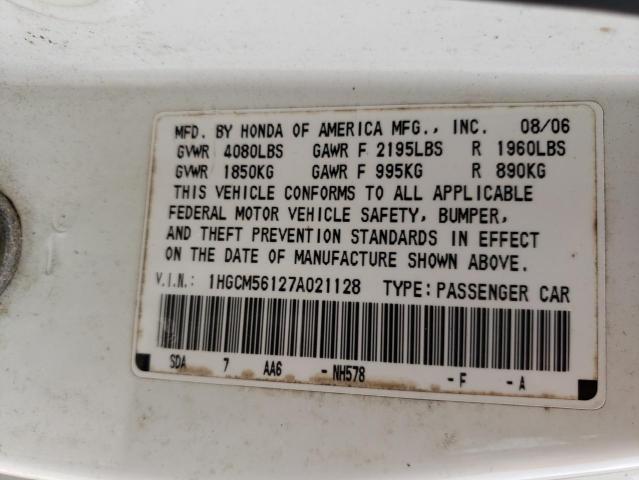 MFD. BY HONDA OF AMERICA MFG., INC. 08/06
GVWR 4080LBS GAWR F 2195LBS R 1960LBS
GVWR 1850KG GAWR F 995KG R 890KG
THIS VEHICLE CONFORMS TO ALL APPLICABLE
FEDERAL MOTOR VEHICLE SAFETY, BUMPER,
AND THEFT PREVENTION STANDARDS IN EFFECT
ON THE DATE OF MANUFACTURE SHOWN ABOVE.
V.I.N.: 1HGCM56127A021128 TYPE:PASSENGER CAR
SDA 7 AA6 -NH578 -F -A